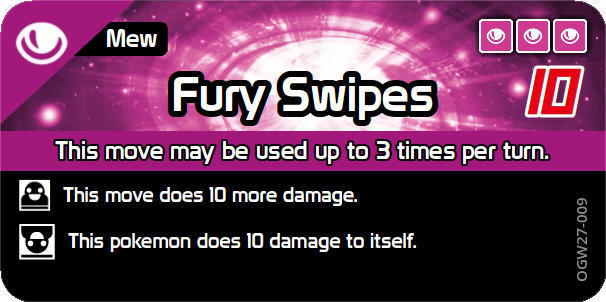 Mew
Fury Swipes
10
This move may be used up to 3 times per turn.
This move does 10 more damage.
This pokemon does 10 damage to itself.
OGW27-009